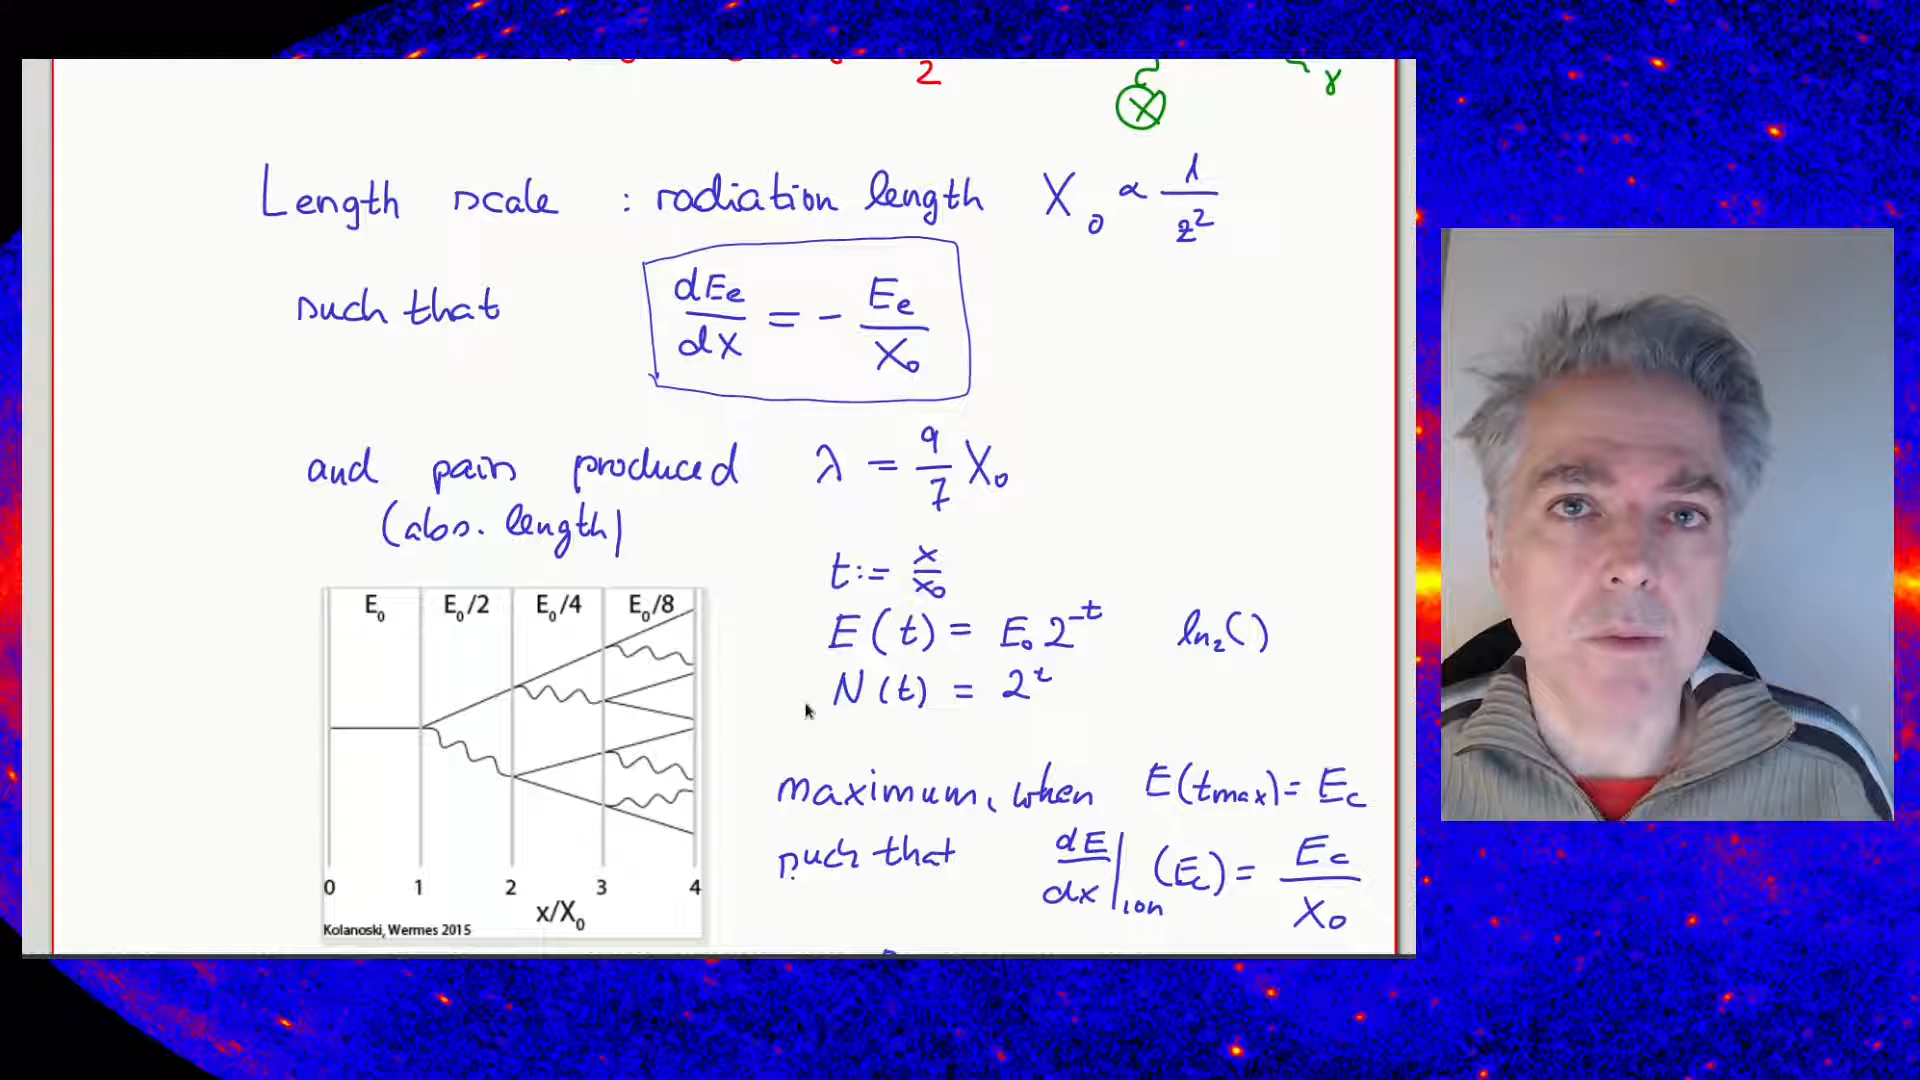 2
γ
Length scale : radiation length X₀ ∝ 1/z²
such that dEe/dX = - Ee/X₀
and pairs produced λ = 9/7 X₀
(abs. length)
t := x/x₀
E(t) = E₀ 2^-t ln₂()
N(t) = 2^t
maximum, when E(tmax) = Ec
such that dE/dx|ion (Ec) = Ec/X₀
E₀ E₀/2 E₀/4 E₀/8
0 1 2 3 4
x/X₀
Kolanoski, Wermes 2015